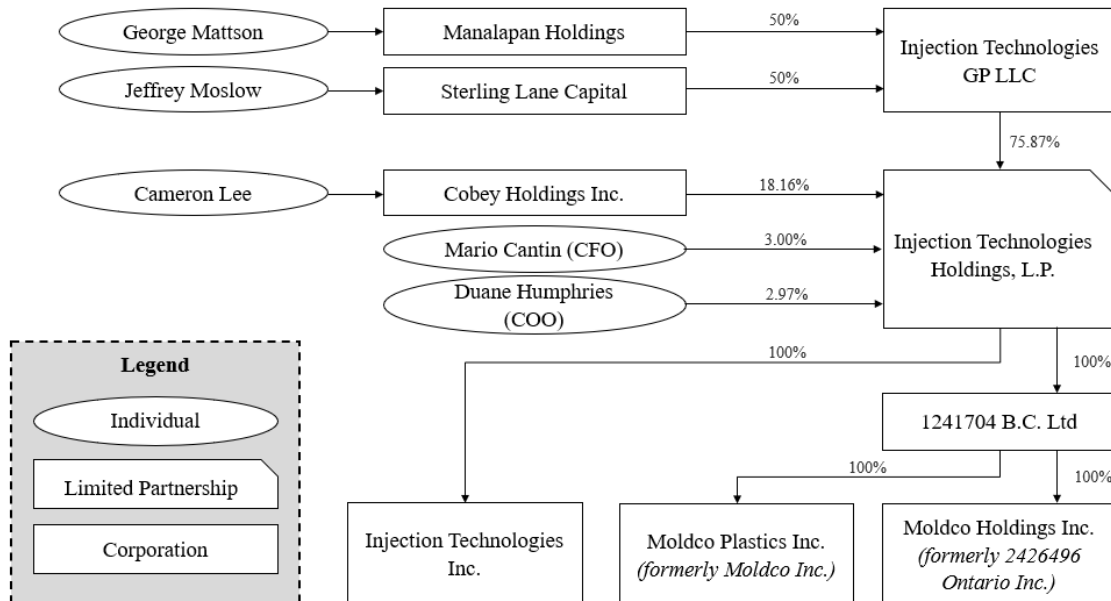 George Mattson
Manalapan Holdings
50%
Injection Technologies
GP LLC
Jeffrey Moslow
Sterling Lane Capital
50%
75.87%
Cameron Lee
Cobey Holdings Inc.
18.16%
Injection Technologies
Holdings, L.P.
Mario Cantin (CFO)
3.00%
Duane Humphries
(COO)
2.97%
100%
100%
Legend
Individual
Limited Partnership
Corporation
1241704 B.C. Ltd
100%
100%
Injection Technologies
Inc.
Moldco Plastics Inc.
(formerly Moldco Inc.)
Moldco Holdings Inc.
(formerly 2426496
Ontario Inc.)